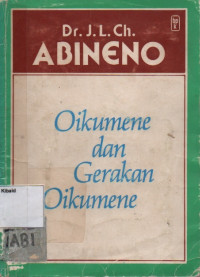 Dr. J. L. Ch.
ABINENO
Oikumene
dan
Gerakan
Oikumene